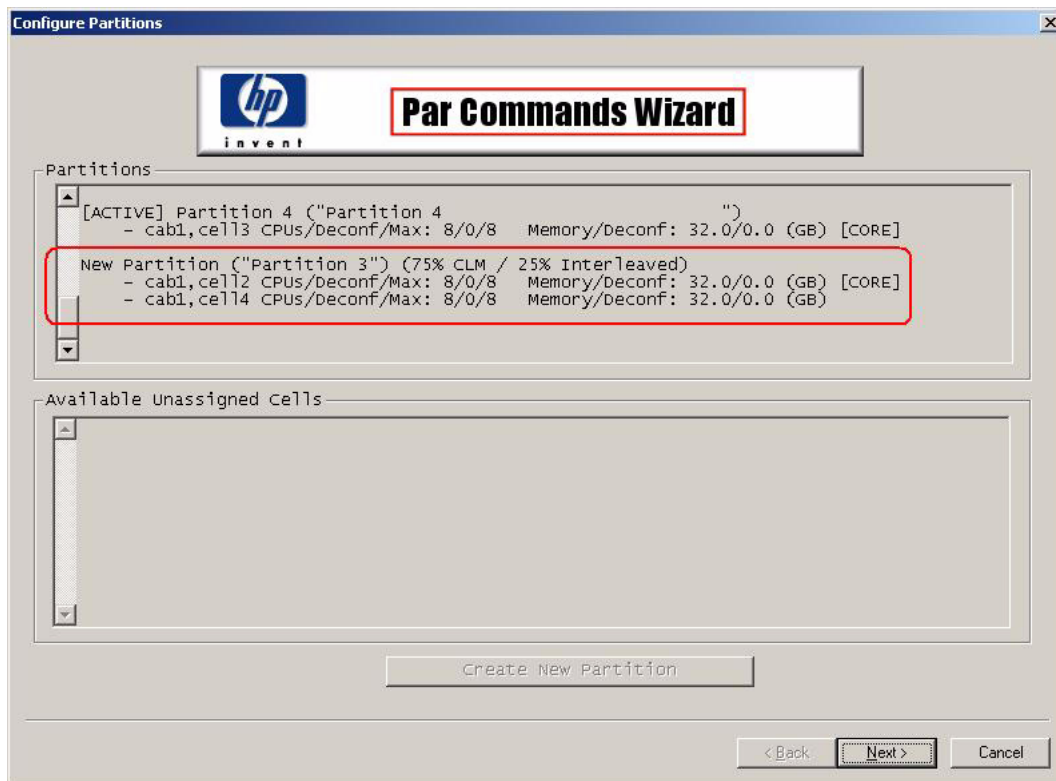 Configure Partitions
hp
invent
Par Commands Wizard
Partitions
[ACTIVE] Partition 4 ("Partition 4                              ")
- cab1,cell3 CPUs/Deconf/Max: 8/0/8   Memory/Deconf: 32.0/0.0 (GB) [CORE]
New Partition ("Partition 3") (75% CLM / 25% Interleaved)
- cab1,cell2 CPUs/Deconf/Max: 8/0/8   Memory/Deconf: 32.0/0.0 (GB) [CORE]
- cab1,cell4 CPUs/Deconf/Max: 8/0/8   Memory/Deconf: 32.0/0.0 (GB)
Available Unassigned Cells
Create New Partition
< Back
Next >
Cancel